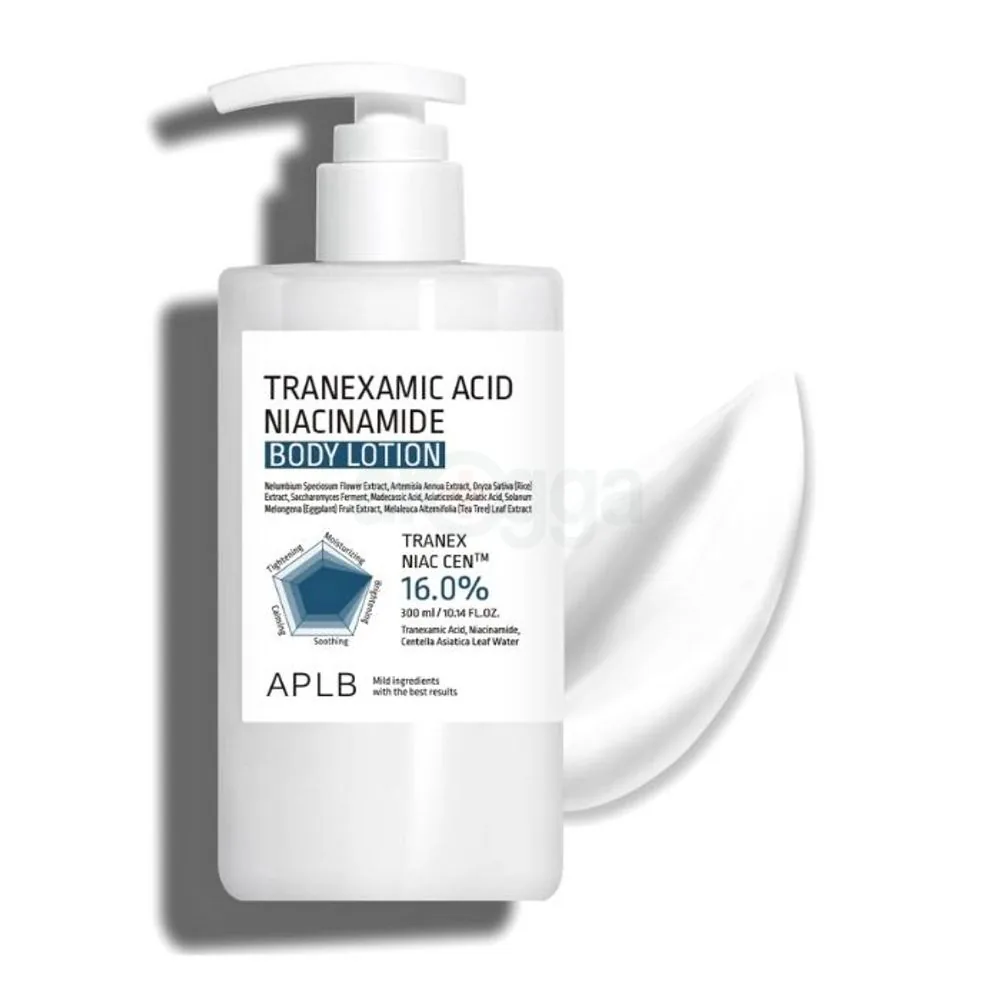 TRANEXAMIC ACID
NIACINAMIDE
BODY LOTION
Nelumbium Speciosum Flower Extract, Artemisia Annua Extract, Oryza Sativa (Rice)
Extract, Saccharomyces Ferment, Madecassic Acid, Asiaticoside, Asiatic Acid, Solanum
Melongena (Eggplant) Fruit Extract, Melaleuca Alternifolia (Tea Tree) Leaf Extract
arogga
Tightening
Moisturizing
Brightening
Soothing
Calming
TRANEX
NIAC CEN™
16.0%
300 ml / 10.14 FL.OZ.
Tranexamic Acid, Niacinamide,
Centella Asiatica Leaf Water
APLB
Mild ingredients
with the best results